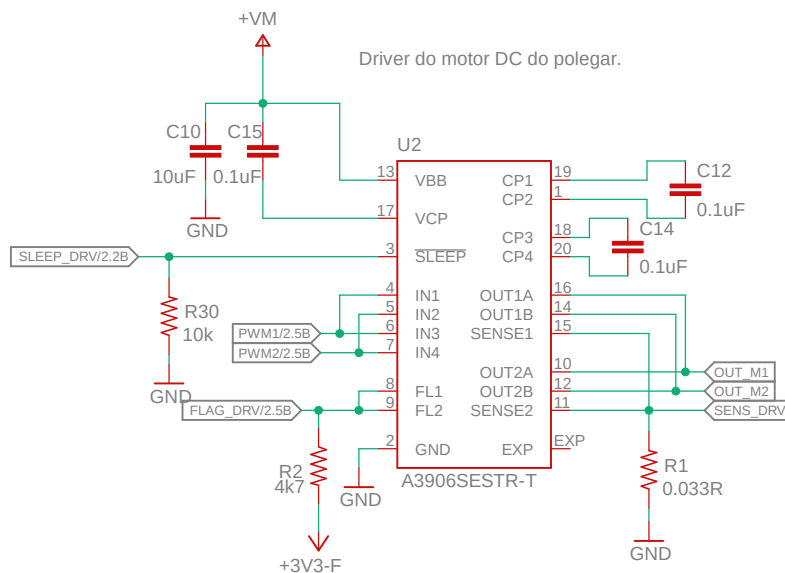 +VM
Driver do motor DC do polegar.
C10
10uF
C15
0.1uF
GND
U2
13 VBB
17 VCP
3 SLEEP
4 IN1
5 IN2
6 IN3
7 IN4
8 FL1
9 FL2
2 GND
CP1 19
CP2 1
CP3 18
CP4 20
OUT1A 16
OUT1B 14
SENSE1 15
OUT2A 10
OUT2B 12
SENSE2 11
EXP EXP
A3906SESTR-T
C12
0.1uF
C14
0.1uF
SLEEP_DRV/2.2B
R30
10k
GND
PWM1/2.5B
PWM2/2.5B
FLAG_DRV/2.5B
R2
4k7
+3V3-F
GND
OUT_M1
OUT_M2
SENS_DRV
R1
0.033R
GND